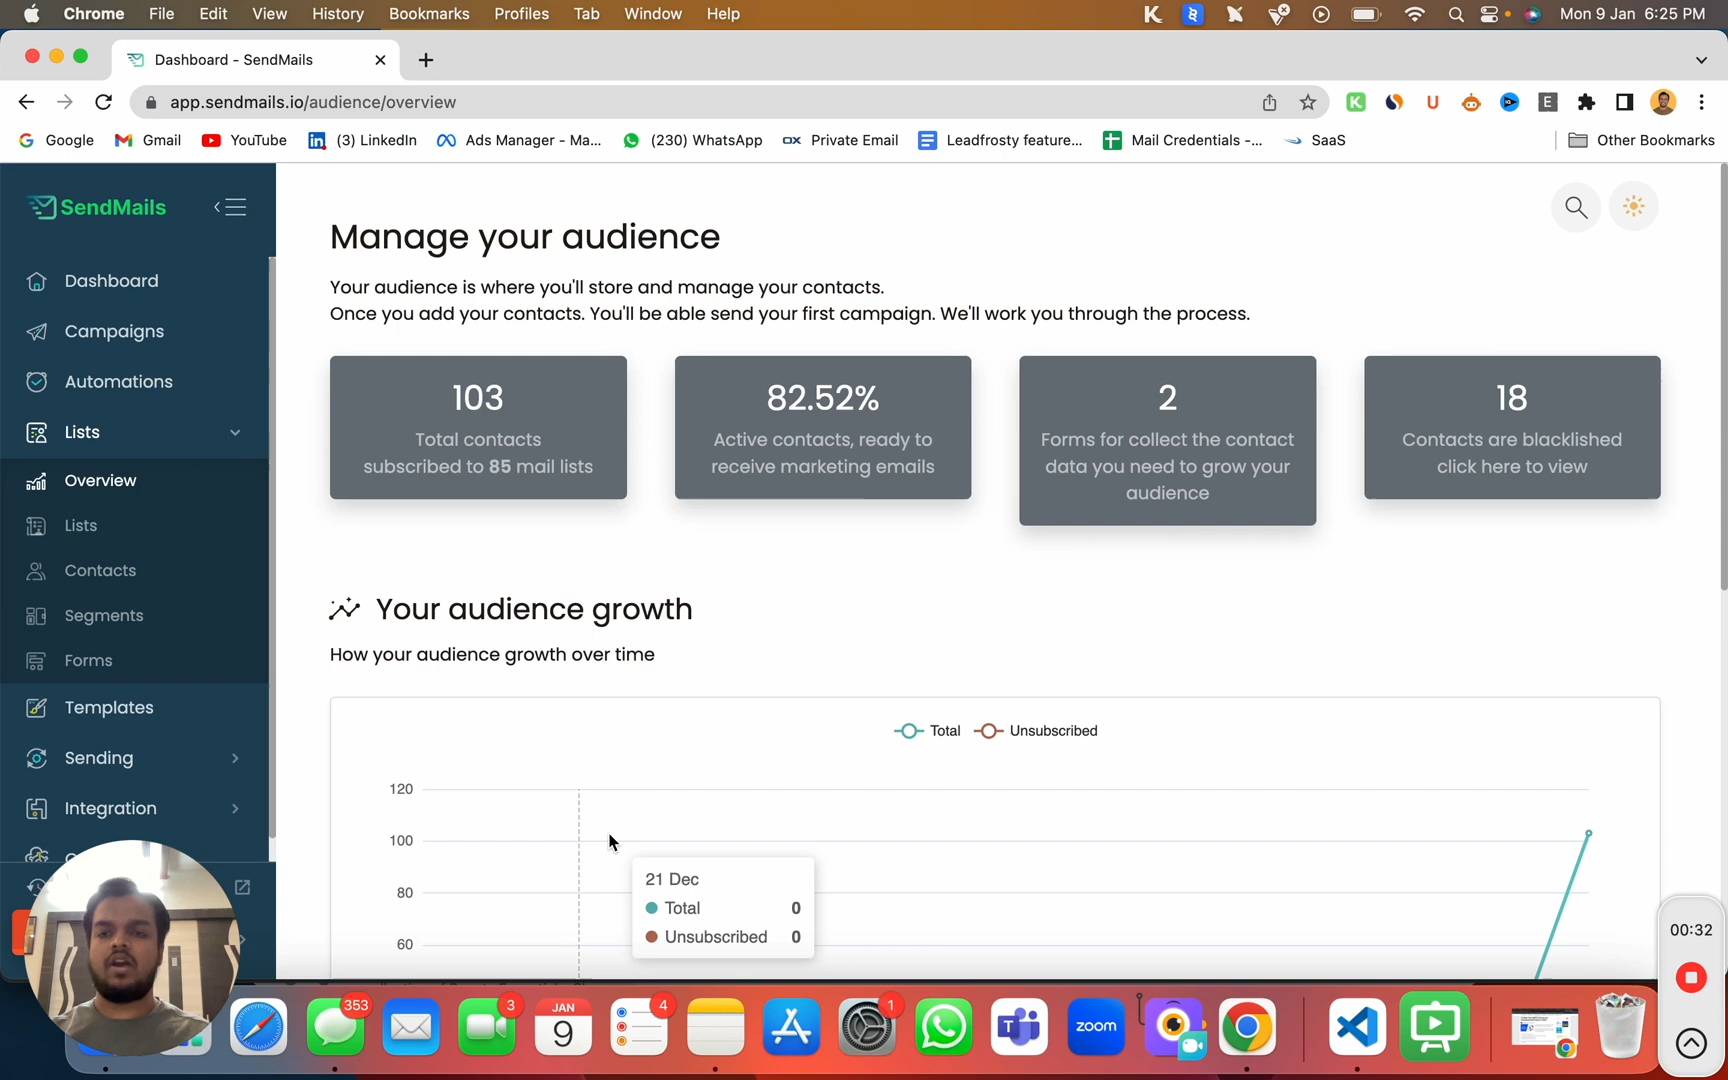 Chrome File Edit View History Bookmarks Profiles Tab Window Help Mon 9 Jan 6:25 PM
Dashboard - SendMails
app.sendmails.io/audience/overview
Google Gmail YouTube (3) LinkedIn Ads Manager - Ma... (230) WhatsApp OX Private Email Leadfrosty feature... Mail Credentials -... SaaS Other Bookmarks
SendMails
Dashboard
Campaigns
Automations
Lists
Overview
Lists
Contacts
Segments
Forms
Templates
Sending
Integration
Manage your audience
Your audience is where you'll store and manage your contacts.
Once you add your contacts. You'll be able send your first campaign. We'll work you through the process.
103
Total contacts
subscribed to 85 mail lists
82.52%
Active contacts, ready to
receive marketing emails
2
Forms for collect the contact
data you need to grow your
audience
18
Contacts are blacklished
click here to view
Your audience growth
How your audience growth over time
Total Unsubscribed
120
100
80
60
21 Dec
Total 0
Unsubscribed 0
00:32
353
3
JAN
9
4
1
zoom